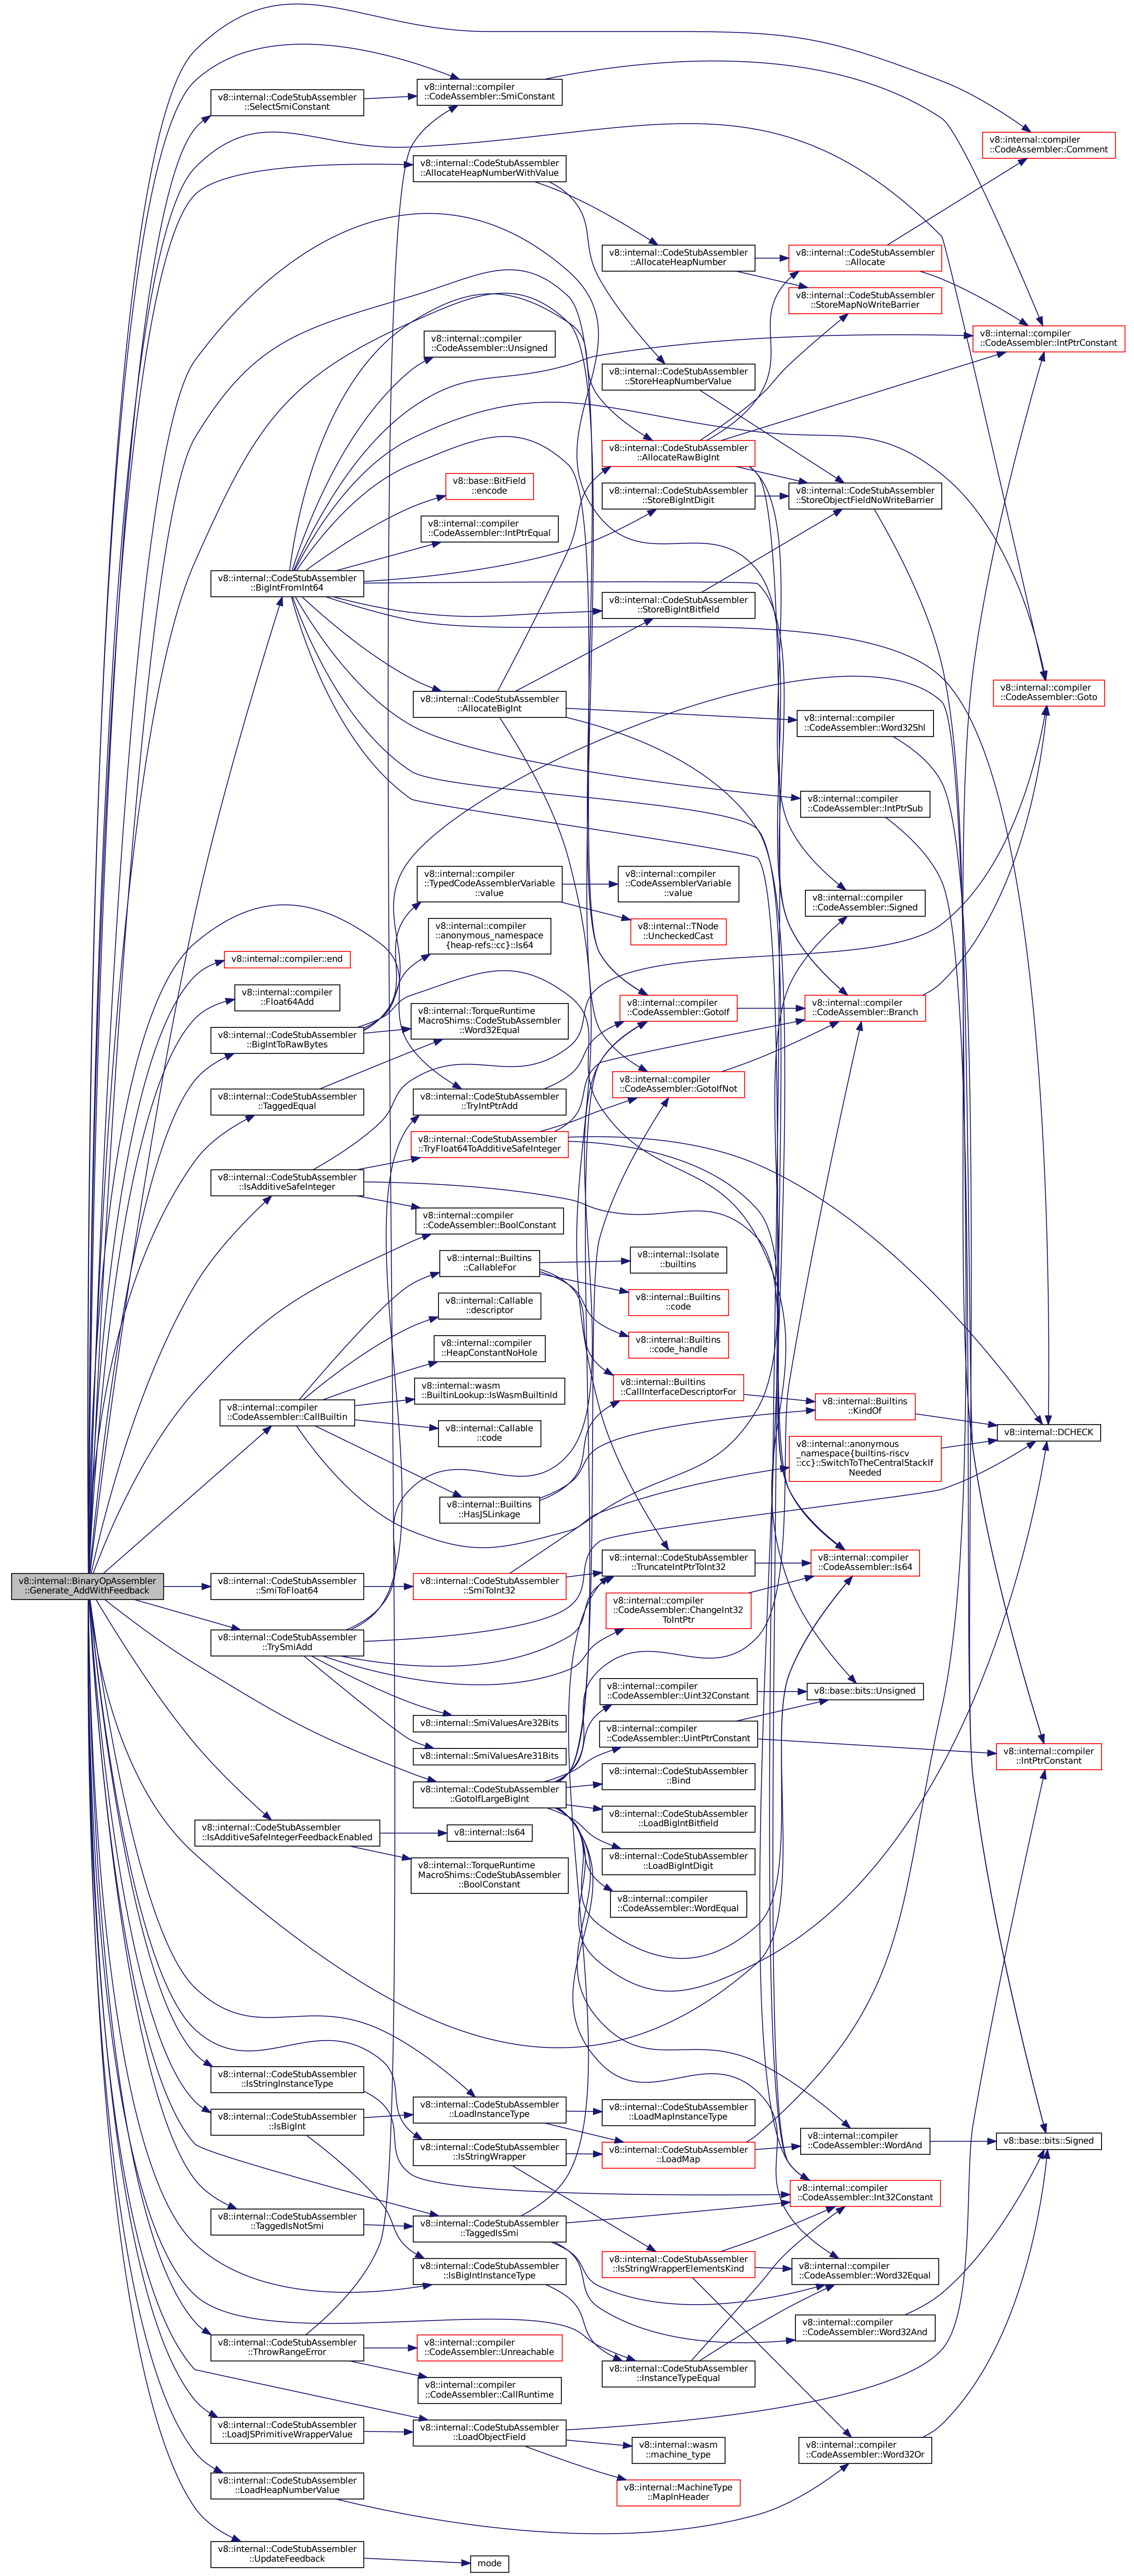 v8::internal::BinaryOpAssembler
::Generate_AddWithFeedback
v8::internal::CodeStubAssembler
::SelectSmiConstant
v8::internal::CodeStubAssembler
::BigIntFromInt64
v8::internal::compiler::end
v8::internal::compiler
::Float64Add
v8::internal::CodeStubAssembler
::BigIntToRawBytes
v8::internal::CodeStubAssembler
::TaggedEqual
v8::internal::CodeStubAssembler
::IsAdditiveSafeInteger
v8::internal::compiler
::CodeAssembler::CallBuiltin
v8::internal::CodeStubAssembler
::SmiToFloat64
v8::internal::CodeStubAssembler
::TrySmiAdd
v8::internal::CodeStubAssembler
::IsAdditiveSafeIntegerFeedbackEnabled
v8::internal::CodeStubAssembler
::IsStringInstanceType
v8::internal::CodeStubAssembler
::IsBigInt
v8::internal::CodeStubAssembler
::TaggedIsNotSmi
v8::internal::CodeStubAssembler
::ThrowRangeError
v8::internal::CodeStubAssembler
::LoadJSPrimitiveWrapperValue
v8::internal::CodeStubAssembler
::LoadHeapNumberValue
v8::internal::CodeStubAssembler
::UpdateFeedback
v8::internal::compiler
::CodeAssembler::SmiConstant
v8::internal::CodeStubAssembler
::AllocateHeapNumberWithValue
v8::internal::compiler
::CodeAssembler::Unsigned
v8::base::BitField
::encode
v8::internal::compiler
::CodeAssembler::IntPtrEqual
v8::internal::CodeStubAssembler
::AllocateBigInt
v8::internal::compiler
::TypedCodeAssemblerVariable
::value
v8::internal::compiler
::anonymous_namespace
{heap-refs::cc}::Is64
v8::internal::TorqueRuntime
MacroShims::CodeStubAssembler
::Word32Equal
v8::internal::CodeStubAssembler
::TryIntPtrAdd
v8::internal::CodeStubAssembler
::TryFloat64ToAdditiveSafeInteger
v8::internal::compiler
::CodeAssembler::BoolConstant
v8::internal::Builtins
::CallableFor
v8::internal::Callable
::descriptor
v8::internal::compiler
::HeapConstantNoHole
v8::internal::wasm
::BuiltinLookup::IsWasmBuiltinId
v8::internal::Callable
::code
v8::internal::Builtins
::HasJSLinkage
v8::internal::CodeStubAssembler
::SmiToInt32
v8::internal::SmiValuesAre32Bits
v8::internal::SmiValuesAre31Bits
v8::internal::CodeStubAssembler
::GotoIfLargeBigInt
v8::internal::Is64
v8::internal::TorqueRuntime
MacroShims::CodeStubAssembler
::BoolConstant
v8::internal::CodeStubAssembler
::LoadInstanceType
v8::internal::CodeStubAssembler
::IsStringWrapper
v8::internal::CodeStubAssembler
::TaggedIsSmi
v8::internal::CodeStubAssembler
::IsBigIntInstanceType
v8::internal::compiler
::CodeAssembler::Unreachable
v8::internal::compiler
::CodeAssembler::CallRuntime
v8::internal::CodeStubAssembler
::LoadObjectField
mode
v8::internal::CodeStubAssembler
::AllocateHeapNumber
v8::internal::CodeStubAssembler
::StoreHeapNumberValue
v8::internal::CodeStubAssembler
::AllocateRawBigInt
v8::internal::CodeStubAssembler
::StoreBigIntDigit
v8::internal::CodeStubAssembler
::StoreBigIntBitfield
v8::internal::compiler
::CodeAssemblerVariable
::value
v8::internal::TNode
::UncheckedCast
v8::internal::compiler
::CodeAssembler::GotoIf
v8::internal::compiler
::CodeAssembler::GotoIfNot
v8::internal::Isolate
::builtins
v8::internal::Builtins
::code
v8::internal::Builtins
::code_handle
v8::internal::Builtins
::CallInterfaceDescriptorFor
v8::internal::CodeStubAssembler
::TruncateIntPtrToInt32
v8::internal::compiler
::CodeAssembler::ChangeInt32
ToIntPtr
v8::internal::compiler
::CodeAssembler::Uint32Constant
v8::internal::compiler
::CodeAssembler::UintPtrConstant
v8::internal::CodeStubAssembler
::Bind
v8::internal::CodeStubAssembler
::LoadBigIntBitfield
v8::internal::CodeStubAssembler
::LoadBigIntDigit
v8::internal::compiler
::CodeAssembler::WordEqual
v8::internal::CodeStubAssembler
::LoadMapInstanceType
v8::internal::CodeStubAssembler
::LoadMap
v8::internal::CodeStubAssembler
::IsStringWrapperElementsKind
v8::internal::CodeStubAssembler
::InstanceTypeEqual
v8::internal::wasm
::machine_type
v8::internal::MachineType
::MapInHeader
v8::internal::CodeStubAssembler
::Allocate
v8::internal::CodeStubAssembler
::StoreMapNoWriteBarrier
v8::internal::CodeStubAssembler
::StoreObjectFieldNoWriteBarrier
v8::internal::compiler
::CodeAssembler::Word32Shl
v8::internal::compiler
::CodeAssembler::IntPtrSub
v8::internal::compiler
::CodeAssembler::Signed
v8::internal::compiler
::CodeAssembler::Branch
v8::internal::Builtins
::KindOf
v8::internal::anonymous
_namespace{builtins-riscv
::cc}::SwitchToTheCentralStackIf
Needed
v8::internal::compiler
::CodeAssembler::Is64
v8::base::bits::Unsigned
v8::internal::compiler
::CodeAssembler::WordAnd
v8::internal::compiler
::CodeAssembler::Int32Constant
v8::internal::compiler
::CodeAssembler::Word32Equal
v8::internal::compiler
::CodeAssembler::Word32And
v8::internal::compiler
::CodeAssembler::Word32Or
v8::internal::compiler
::CodeAssembler::Comment
v8::internal::compiler
::CodeAssembler::IntPtrConstant
v8::internal::compiler
::CodeAssembler::Goto
v8::internal::DCHECK
v8::internal::compiler
::IntPtrConstant
v8::base::bits::Signed